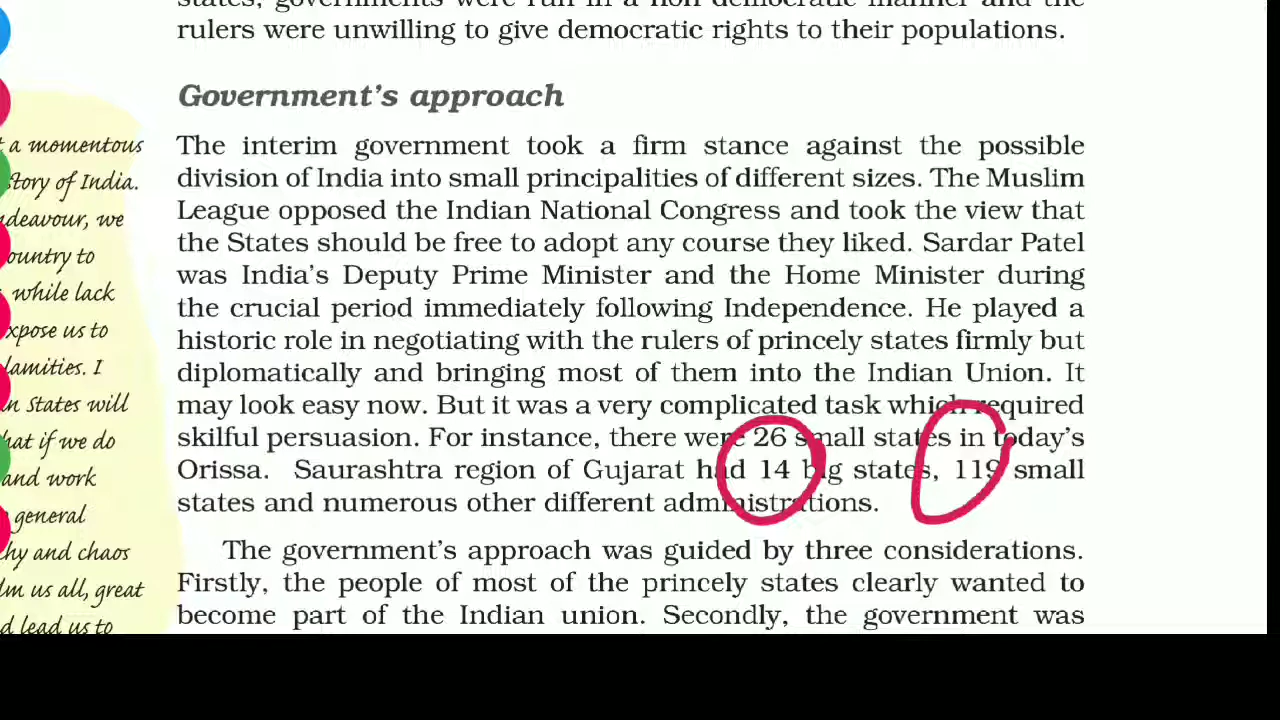 states, governments were run in a non-democratic manner and the
rulers were unwilling to give democratic rights to their populations.
Government's approach
The interim government took a firm stance against the possible
division of India into small principalities of different sizes. The Muslim
League opposed the Indian National Congress and took the view that
the States should be free to adopt any course they liked. Sardar Patel
was India's Deputy Prime Minister and the Home Minister during
the crucial period immediately following Independence. He played a
historic role in negotiating with the rulers of princely states firmly but
diplomatically and bringing most of them into the Indian Union. It
may look easy now. But it was a very complicated task which required
skilful persuasion. For instance, there were 26 small states in today's
Orissa. Saurashtra region of Gujarat had 14 big states, 119 small
states and numerous other different administrations.
The government's approach was guided by three considerations.
Firstly, the people of most of the princely states clearly wanted to
become part of the Indian union. Secondly, the government was
a momentous
story of India.
we
to
while lack
us to
I
States will
if we do
and work
general
and chaos
us all, great
lead us to